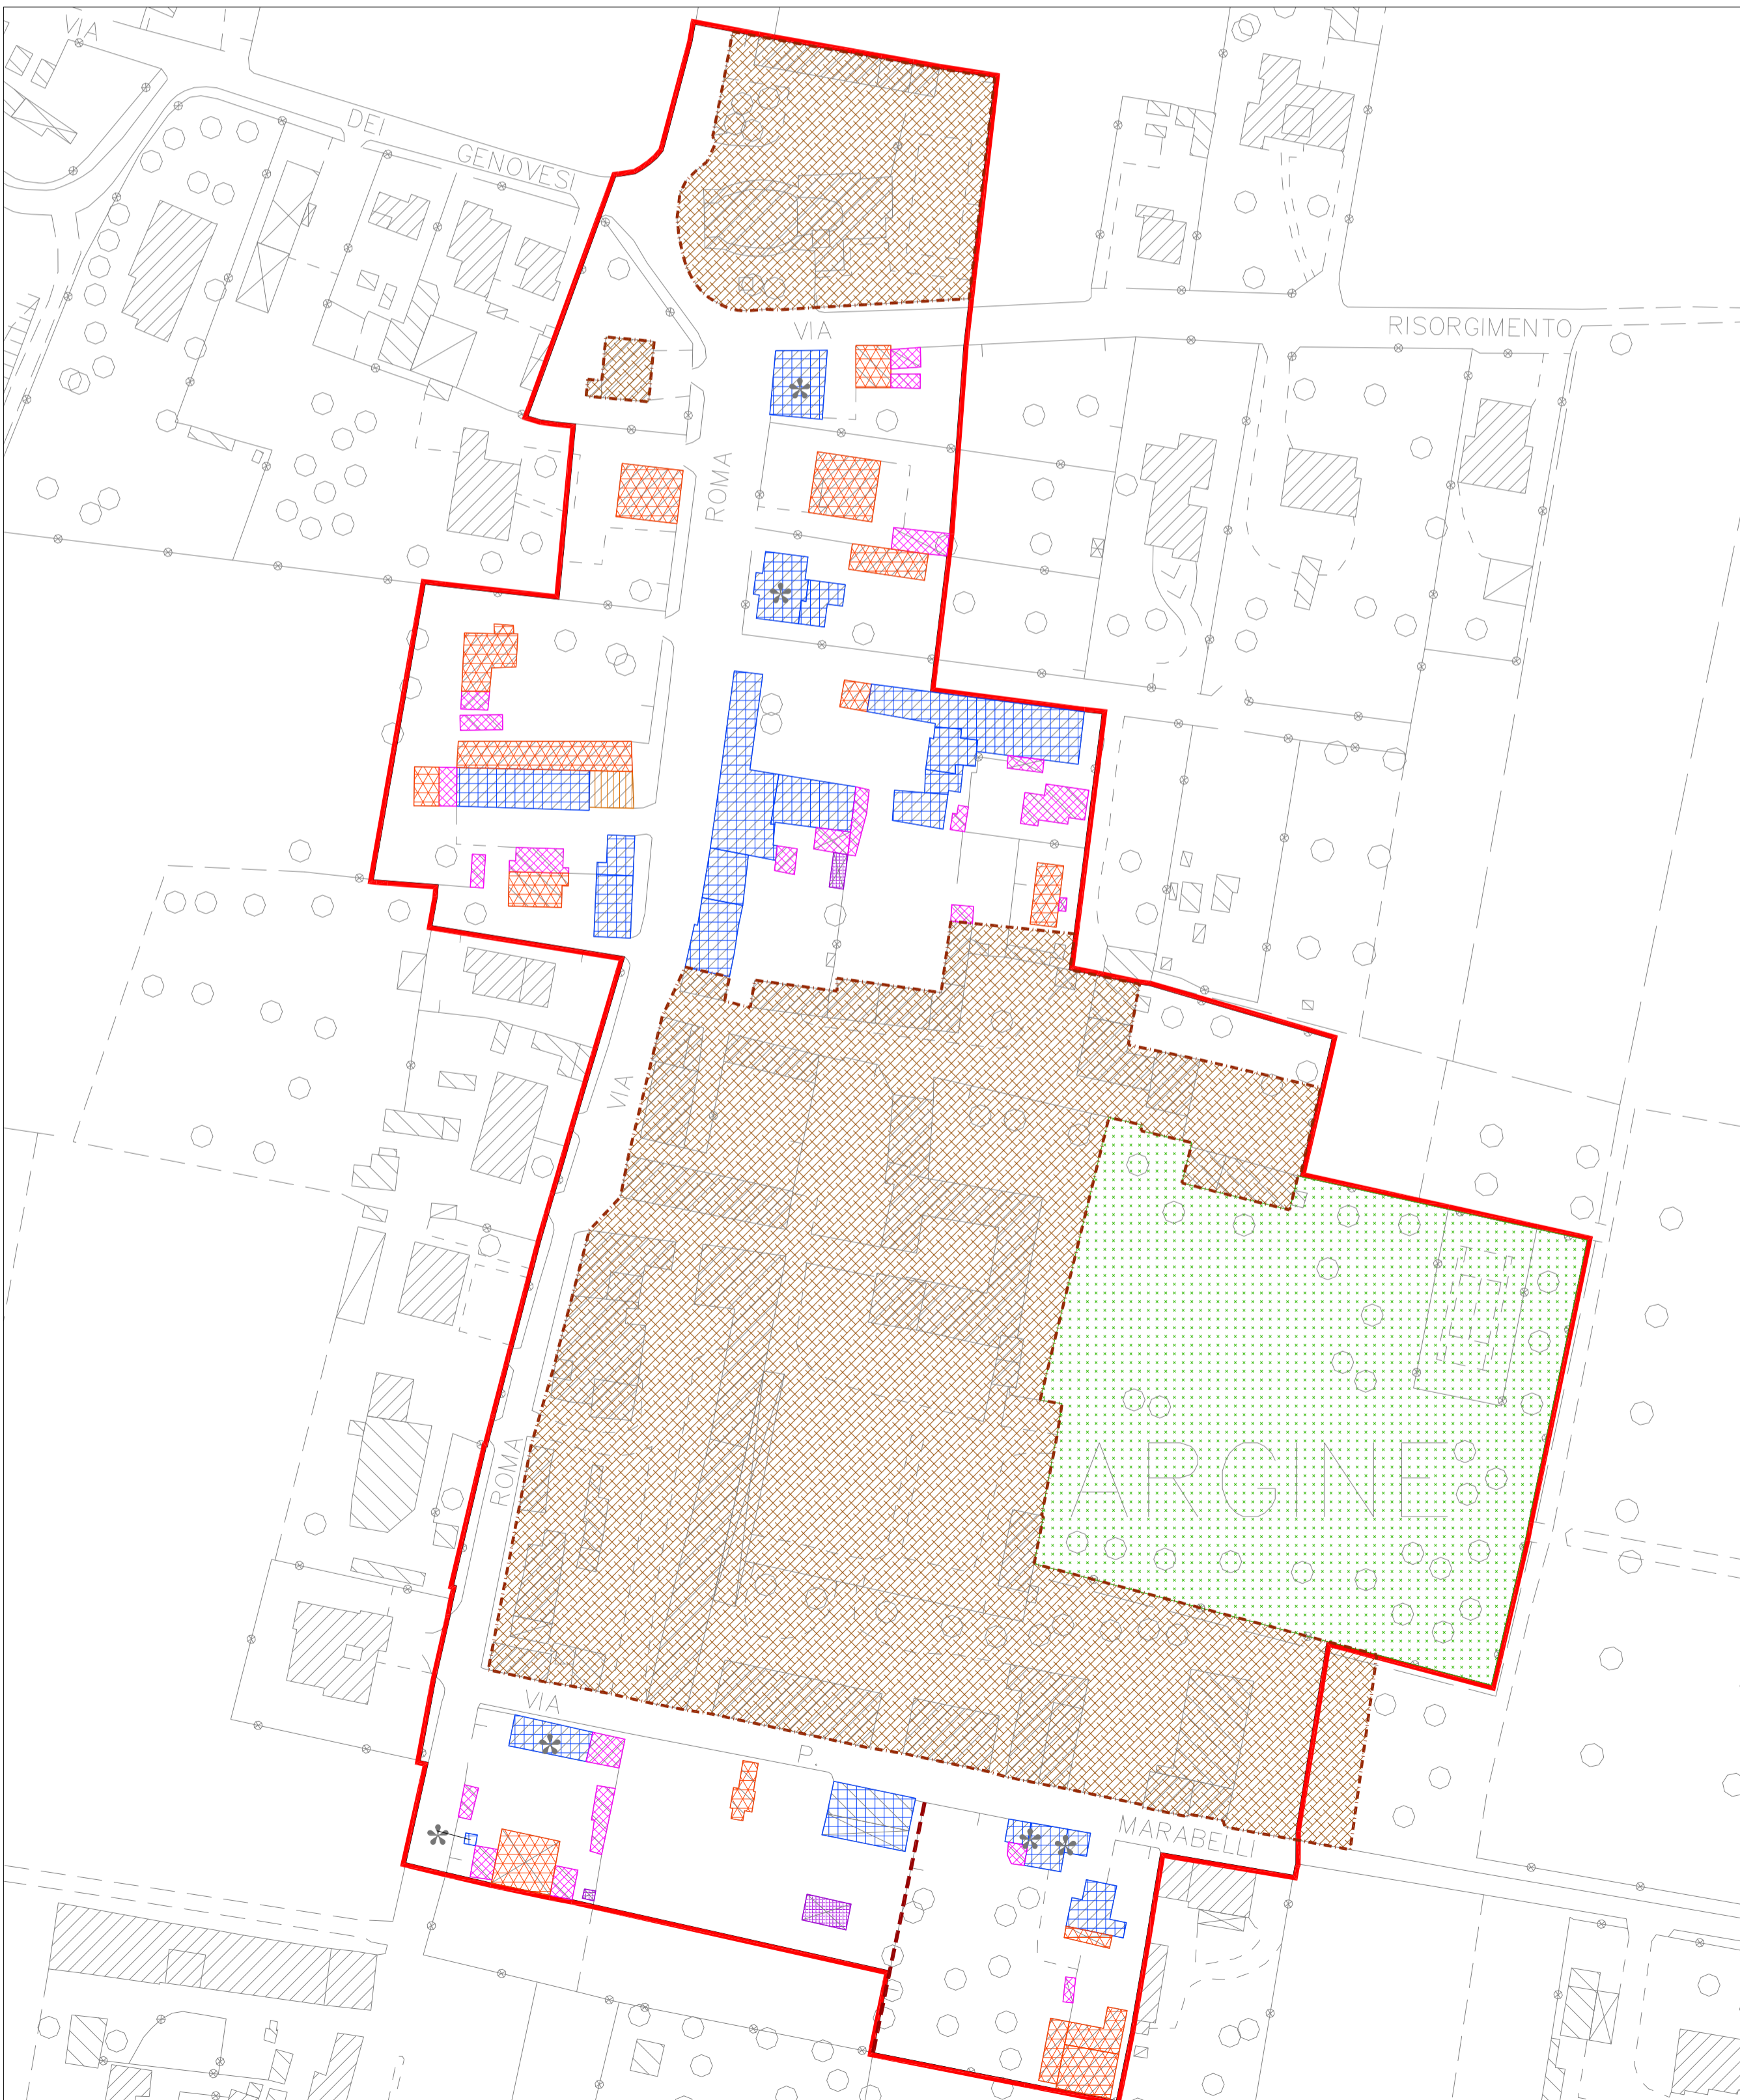 VIA
DEI
GENOVESI
VIA
RISORGIMENTO
ROMA
VIA
ROMA
ARGINE
VIA
P.
MARABELLI